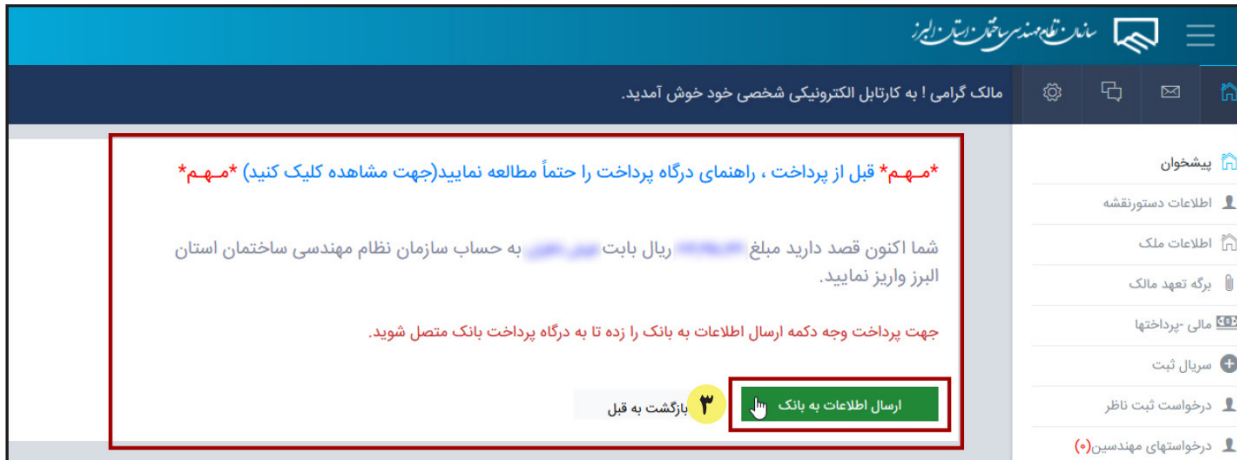 سازمان نظام مهندسی ساختمان استان البرز
مالک گرامی ! به کارتابل الکترونیکی شخصی خود خوش آمدید.
پیشخوان
اطلاعات دستورنقشه
اطلاعات ملک
برگه تعهد مالک
مالی -پرداختها
سریال ثبت
درخواست ثبت ناظر
درخواستهای مهندسین(۰)
*مـهـم* قبل از پرداخت ، راهنمای درگاه پرداخت را حتماً مطالعه نمایید(جهت مشاهده کلیک کنید) *مـهـم*
شما اکنون قصد دارید مبلغ ریال بابت به حساب سازمان نظام مهندسی ساختمان استان
البرز واریز نمایید.
جهت پرداخت وجه دکمه ارسال اطلاعات به بانک را زده تا به درگاه پرداخت بانک متصل شوید.
ارسال اطلاعات به بانک
۳
بازگشت به قبل